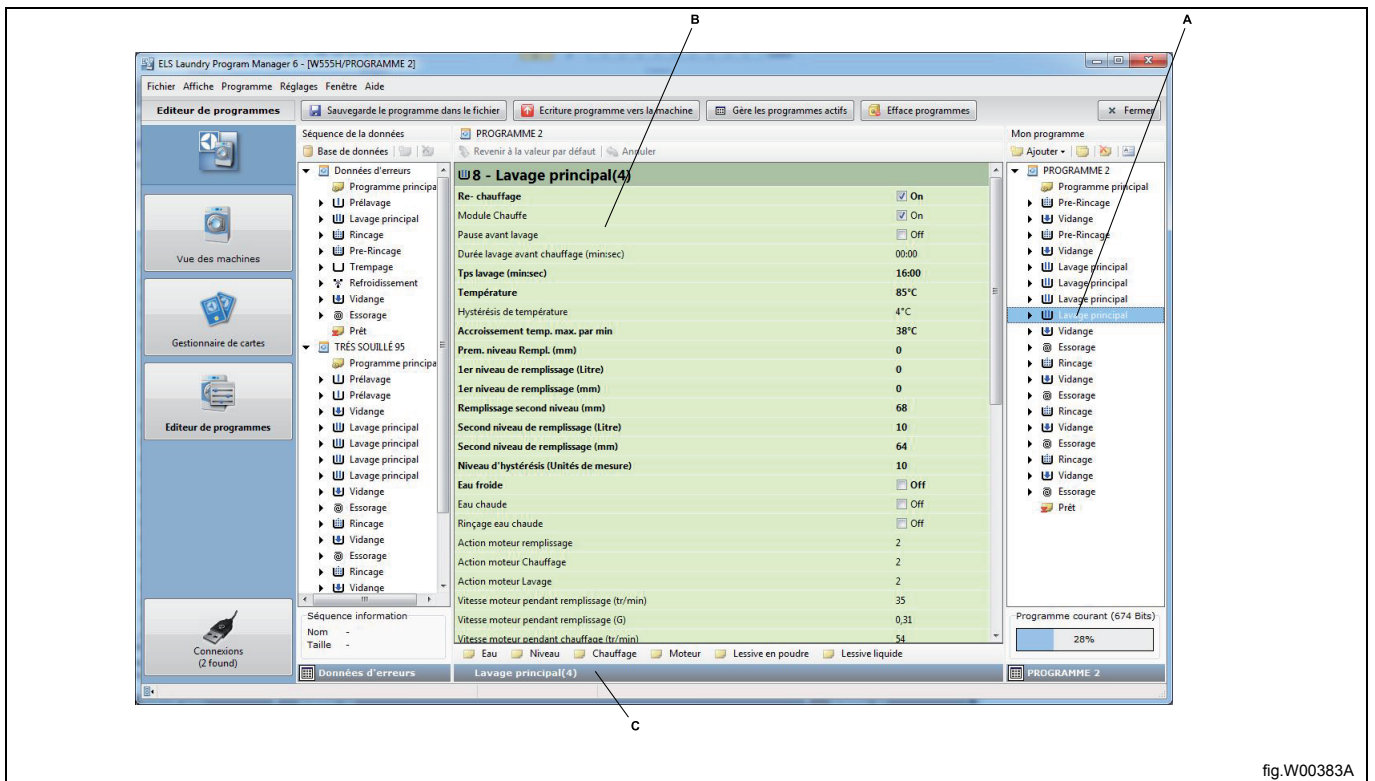 B
A
ELS Laundry Program Manager 6 - [W555H/PROGRAMME 2]
Fichier Affiche Programme Réglages Fenêtre Aide
Editeur de programmes
Sauvegarde le programme dans le fichier
Ecriture programme vers la machine
Gère les programmes actifs
Efface programmes
Fermer
Vue des machines
Gestionnaire de cartes
Editeur de programmes
Connexions
(2 found)
Séquence de la données
Base de données
Données d'erreurs
Programme principa
Prélavage
Lavage principal
Rincage
Pre-Rincage
Trempage
Refroidissement
Vidange
Essorage
Prêt
TRÉS SOUILLÉ 95
Programme principa
Prélavage
Prélavage
Vidange
Lavage principal
Lavage principal
Lavage principal
Lavage principal
Vidange
Essorage
Rincage
Vidange
Essorage
Rincage
Vidange
Séquence information
Nom -
Taille -
Données d'erreurs
PROGRAMME 2
Revenir à la valeur par défaut
Annuler
8 - Lavage principal(4)
Re- chauffage On
Module Chauffe On
Pause avant lavage Off
Durée lavage avant chauffage (min:sec) 00:00
Tps lavage (min:sec) 16:00
Température 85°C
Hystérésis de température 4°C
Accroissement temp. max. par min 38°C
Prem. niveau Rempl. (mm) 0
1er niveau de remplissage (Litre) 0
1er niveau de remplissage (mm) 0
Remplissage second niveau (mm) 68
Second niveau de remplissage (Litre) 10
Second niveau de remplissage (mm) 64
Niveau d'hystérésis (Unités de mesure) 10
Eau froide Off
Eau chaude Off
Rinçage eau chaude Off
Action moteur remplissage 2
Action moteur Chauffage 2
Action moteur Lavage 2
Vitesse moteur pendant remplissage (tr/min) 35
Vitesse moteur pendant remplissage (G) 0,31
Vitesse moteur pendant chauffage (tr/min) 54
Eau Niveau Chauffage Moteur Lessive en poudre Lessive liquide
Lavage principal(4)
Mon programme
Ajouter
PROGRAMME 2
Programme principal
Pre-Rincage
Vidange
Pre-Rincage
Vidange
Lavage principal
Lavage principal
Lavage principal
Lavage principal
Vidange
Essorage
Rincage
Vidange
Essorage
Rincage
Vidange
Essorage
Rincage
Vidange
Essorage
Prêt
Programme courant (674 Bits)
28%
PROGRAMME 2
C
fig.W00383A